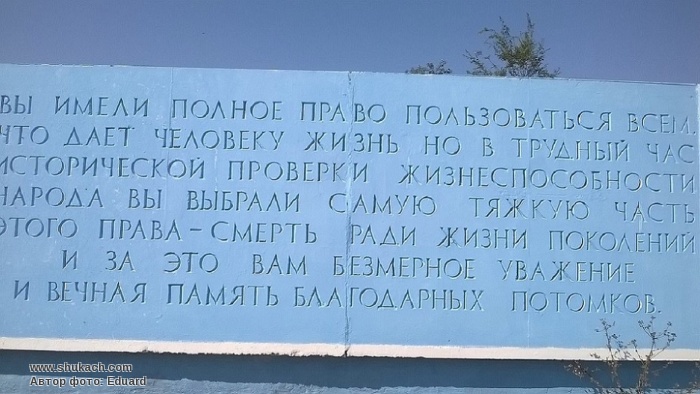 ВЫ ИМЕЛИ ПОЛНОЕ ПРАВО ПОЛЬЗОВАТЬСЯ ВСЕМ
ЧТО ДАЕТ ЧЕЛОВЕКУ ЖИЗНЬ НО В ТРУДНЫЙ ЧАС
ИСТОРИЧЕСКОЙ ПРОВЕРКИ ЖИЗНЕСПОСОБНОСТИ
НАРОДА ВЫ ВЫБРАЛИ САМУЮ ТЯЖКУЮ ЧАСТЬ
ЭТОГО ПРАВА – СМЕРТЬ РАДИ ЖИЗНИ ПОКОЛЕНИЙ
И ЗА ЭТО ВАМ БЕЗМЕРНОЕ УВАЖЕНИЕ
И ВЕЧНАЯ ПАМЯТЬ БЛАГОДАРНЫХ ПОТОМКОВ.
www.shukach.com
Автор фото: Eduard